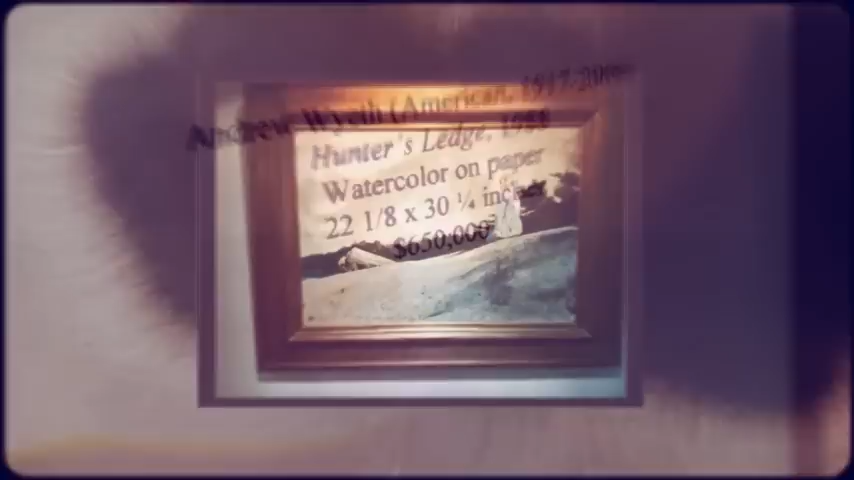 Andrew Wyeth (American, 1917-2009
Hunter's Ledge, 1988
Watercolor on paper
22 1/8 x 30 ¼ inches
$650,000